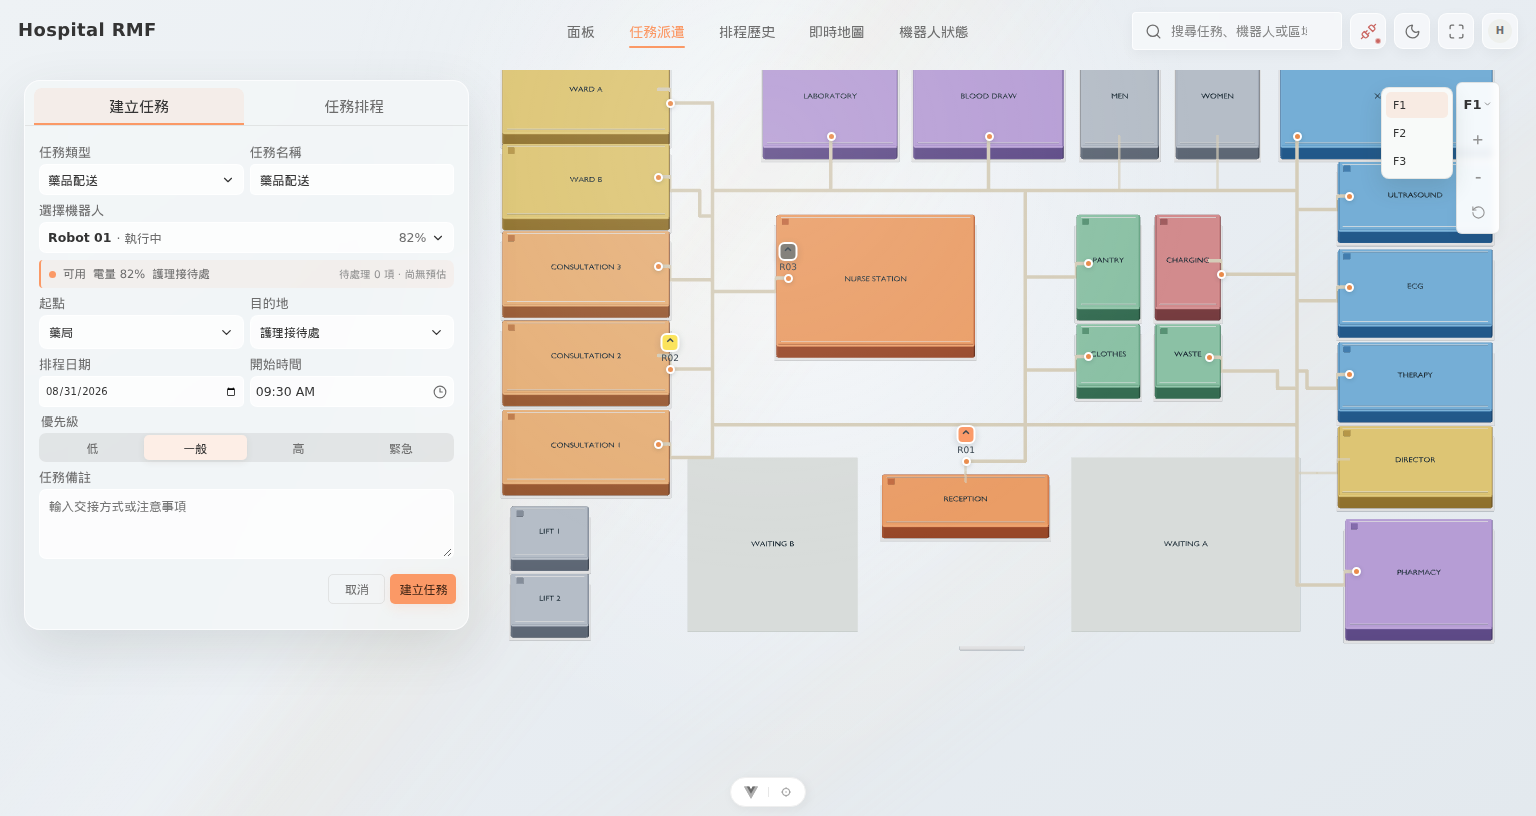 Hospital RMF
面板
任務派遣
排程歷史
即時地圖
機器人狀態
搜尋任務、機器人或區
H
建立任務
任務排程
任務類型
任務名稱
藥品配送
藥品配送
選擇機器人
Robot 01 · 執行中
82%
可用 電量 82% 護理接待處
待處理 0 項 · 尚無預估
起點
目的地
藥局
護理接待處
排程日期
開始時間
08/31/2026
09:30 AM
優先級
低
一般
高
緊急
任務備註
輸入交接方式或注意事項
取消
建立任務
WARD A
WARD B
CONSULTATION 3
CONSULTATION 2
CONSULTATION 1
LIFT 1
LIFT 2
LABORATORY
BLOOD DRAW
MEN
WOMEN
NURSE STATION
R03
R02
R01
PANTRY
CHARGING
CLOTHES
WASTE
RECEPTION
WAITING B
WAITING A
ULTRASOUND
ECG
THERAPY
DIRECTOR
PHARMACY
F1
F2
F3
F1
+
-